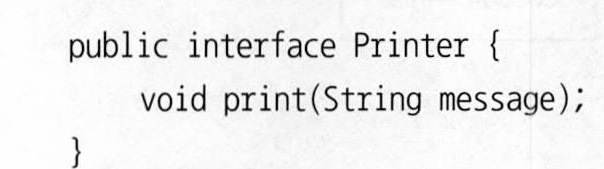 public interface Printer {
    void print(String message);
}